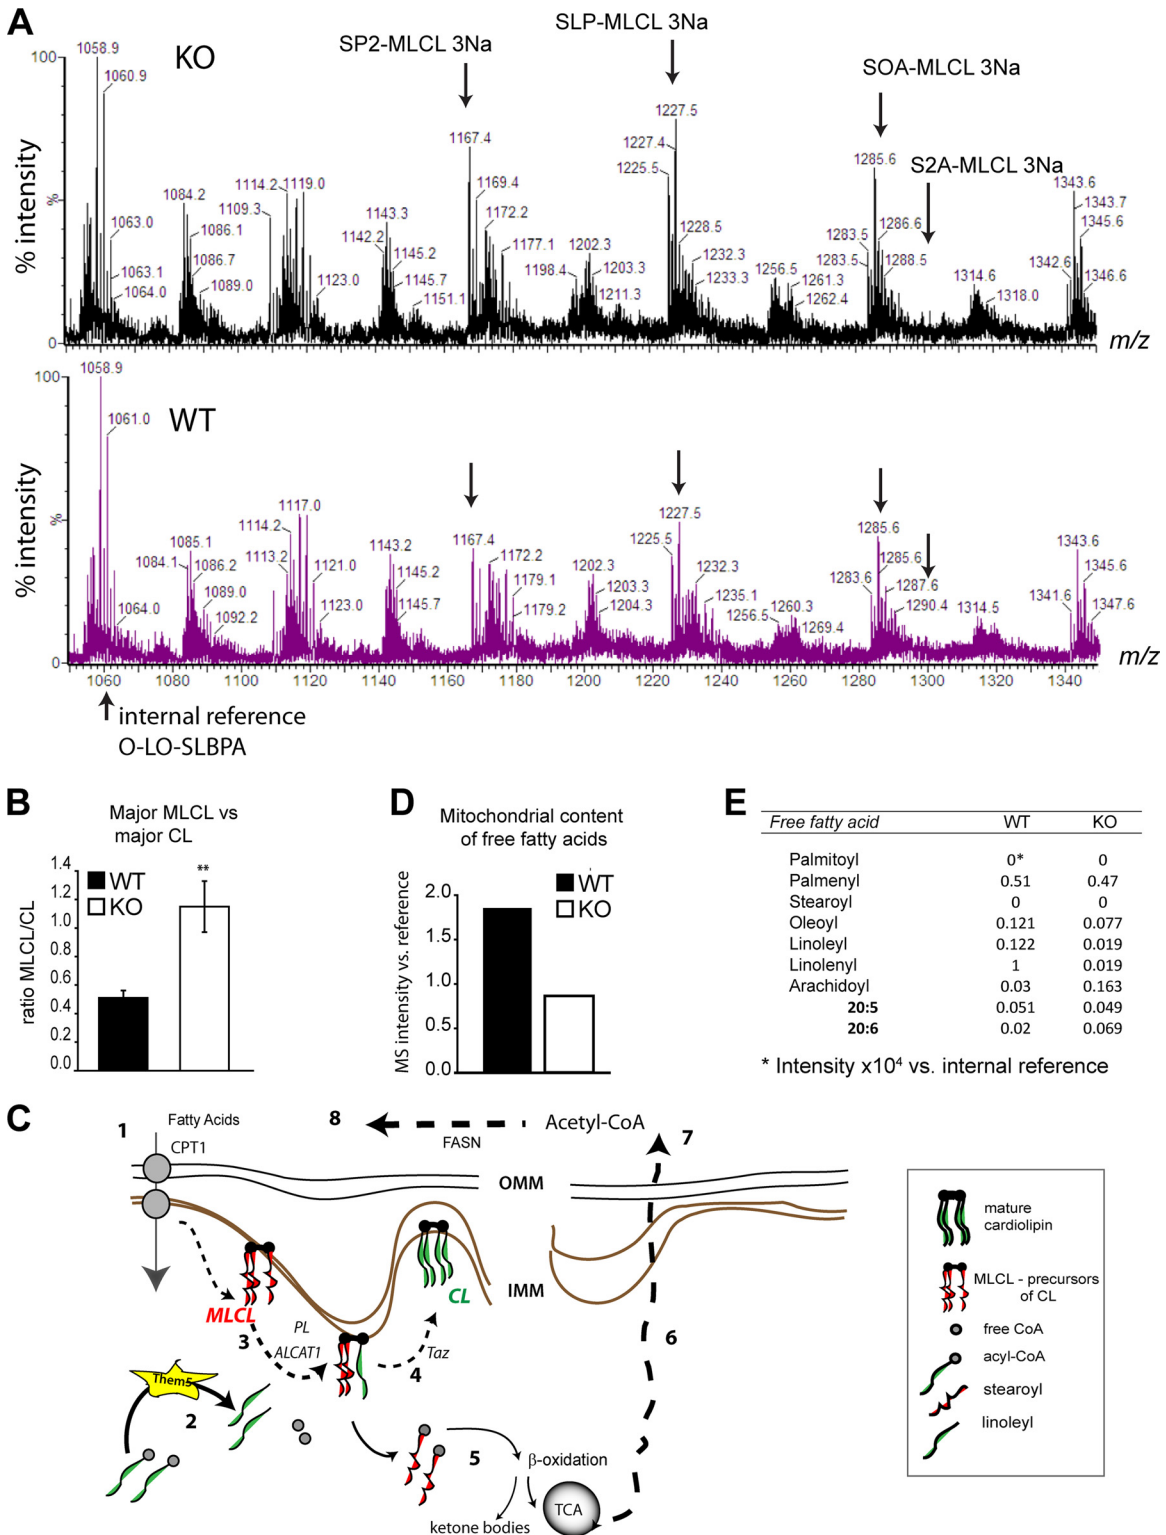 A
KO
SP2-MLCL 3Na
SLP-MLCL 3Na
SOA-MLCL 3Na
S2A-MLCL 3Na
% intensity
100
%
0
1058.9
1060.9
1063.0
1063.1
1064.0
1084.2
1086.1
1086.7
1089.0
1109.3
1114.2
1119.0
1123.0
1142.2
1143.3
1145.2
1145.7
1151.1
1167.4
1169.4
1172.2
1177.1
1198.4
1202.3
1203.3
1211.3
1225.5
1227.4
1227.5
1228.5
1232.3
1233.3
1256.5
1261.3
1262.4
1283.5
1283.5
1285.6
1286.6
1288.5
1314.6
1318.0
1342.6
1343.6
1343.7
1345.6
1346.6
m/z
WT
% intensity
100
%
0
1058.9
1061.0
1064.0
1084.1
1085.1
1086.2
1089.0
1092.2
1113.2
1114.2
1117.0
1121.0
1123.0
1143.2
1145.2
1145.7
1167.4
1172.2
1179.1
1179.2
1202.3
1203.3
1204.3
1225.5
1227.5
1232.3
1235.1
1256.5
1260.3
1269.4
1283.6
1285.6
1285.6
1287.6
1290.4
1314.5
1341.6
1343.6
1345.6
1347.6
m/z
1060 1080 1100 1120 1140 1160 1180 1200 1220 1240 1260 1280 1300 1320 1340
internal reference
O-LO-SLBPA
B
Major MLCL vs
major CL
ratio MLCL/CL
1.4
1.2
1.0
0.8
0.6
0.4
0.2
0.0
WT
KO
**
D
Mitochondrial content
of free fatty acids
MS intensity vs. reference
2.0
1.5
1.0
0.5
0.0
WT
KO
E
Free fatty acid WT KO
Palmitoyl 0* 0
Palmenyl 0.51 0.47
Stearoyl 0 0
Oleoyl 0.121 0.077
Linoleyl 0.122 0.019
Linolenyl 1 0.019
Arachidoyl 0.03 0.163
20:5 0.051 0.049
20:6 0.02 0.069
* Intensity x10⁴ vs. internal reference
C
1
Fatty Acids
CPT1
8
FASN
Acetyl-CoA
7
OMM
IMM
MLCL
3
PL
ALCAT1
CL
4
Taz
6
Them5
2
5
β-oxidation
TCA
ketone bodies
mature
cardiolipin
MLCL - precursors
of CL
free CoA
acyl-CoA
stearoyl
linoleyl